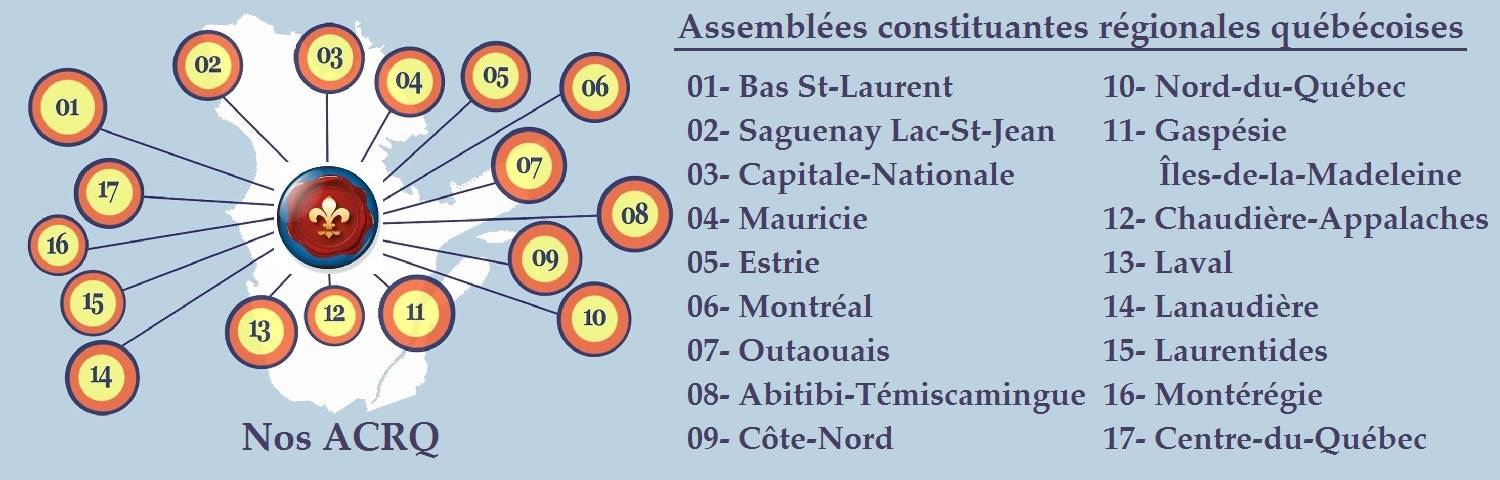 02
03
04
05
06
01
07
17
08
16
09
15
13
12
11
10
14
Nos ACRQ
Assemblées constituantes régionales québécoises
01- Bas St-Laurent
02- Saguenay Lac-St-Jean
03- Capitale-Nationale
04- Mauricie
05- Estrie
06- Montréal
07- Outaouais
08- Abitibi-Témiscamingue
09- Côte-Nord
10- Nord-du-Québec
11- Gaspésie
Îles-de-la-Madeleine
12- Chaudière-Appalaches
13- Laval
14- Lanaudière
15- Laurentides
16- Montérégie
17- Centre-du-Québec